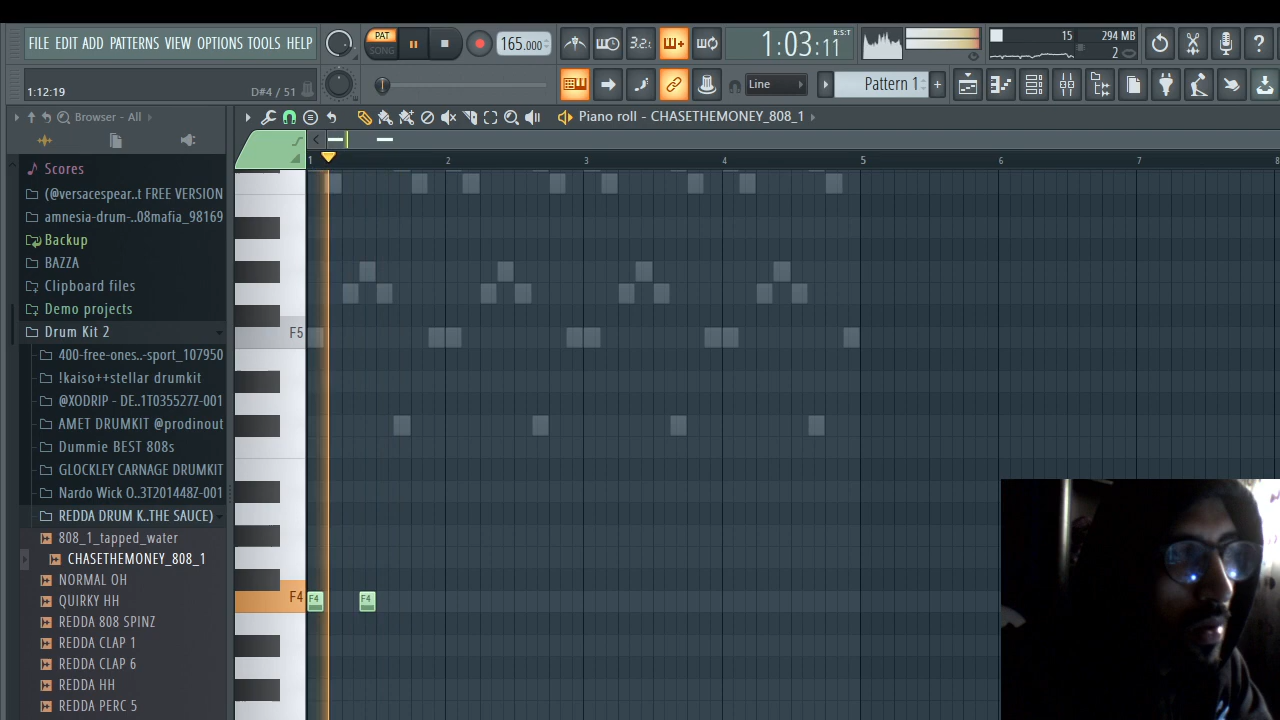 FILE EDIT ADD PATTERNS VIEW OPTIONS TOOLS HELP
PAT
SONG
165.000
3.2.
1:03:11
B:S:T
15
294 MB
2
?
1:12:19
D#4 / 51
Line
Pattern 1
+
Browser - All
Piano roll - CHASETHEMONEY_808_1
1
2
3
4
5
6
7
8
Scores
(@versacespear..t FREE VERSION
amnesia-drum-..08mafia_98169
Backup
BAZZA
Clipboard files
Demo projects
Drum Kit 2
400-free-ones..-sport_107950
!kaiso++stellar drumkit
@XODRIP - DE..1T035527Z-001
AMET DRUMKIT @prodinout
Dummie BEST 808s
GLOCKLEY CARNAGE DRUMKIT
Nardo Wick O..3T201448Z-001
REDDA DRUM K..THE SAUCE)
808_1_tapped_water
CHASETHEMONEY_808_1
NORMAL OH
QUIRKY HH
REDDA 808 SPINZ
REDDA CLAP 1
REDDA CLAP 6
REDDA HH
REDDA PERC 5
F5
F4
F4
F4